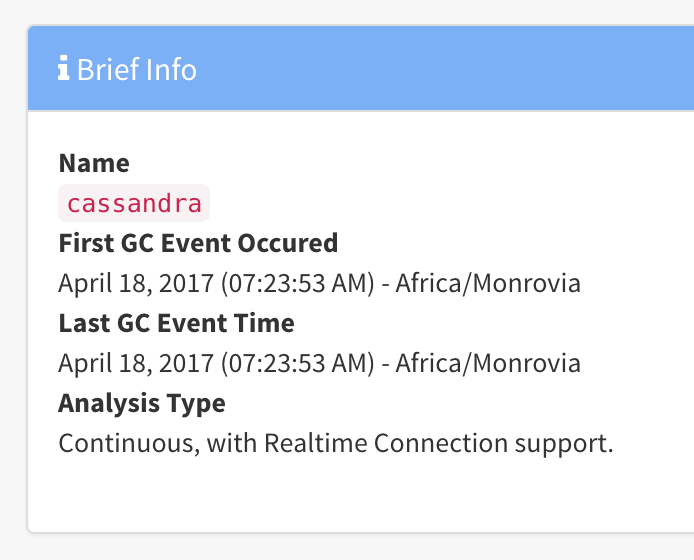 Brief Info
Name
cassandra
First GC Event Occured
April 18, 2017 (07:23:53 AM) - Africa/Monrovia
Last GC Event Time
April 18, 2017 (07:23:53 AM) - Africa/Monrovia
Analysis Type
Continuous, with Realtime Connection support.